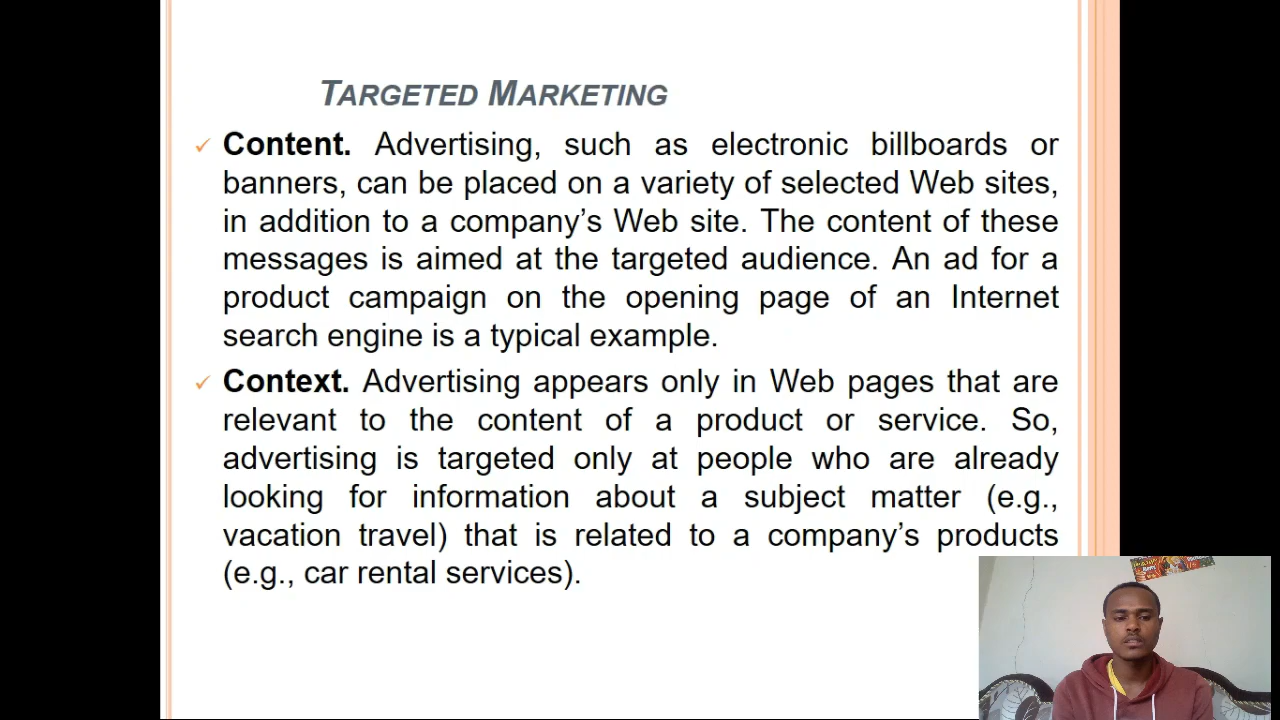 TARGETED MARKETING
✓ Content. Advertising, such as electronic billboards or
banners, can be placed on a variety of selected Web sites,
in addition to a company’s Web site. The content of these
messages is aimed at the targeted audience. An ad for a
product campaign on the opening page of an Internet
search engine is a typical example.
✓ Context. Advertising appears only in Web pages that are
relevant to the content of a product or service. So,
advertising is targeted only at people who are already
looking for information about a subject matter (e.g.,
vacation travel) that is related to a company’s products
(e.g., car rental services).